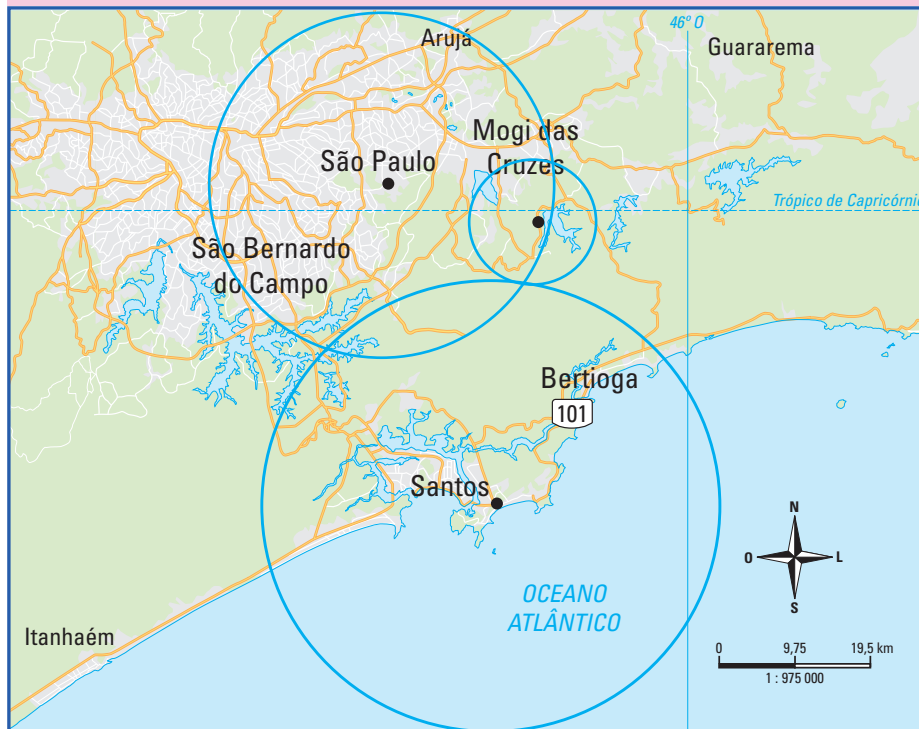 46º O
Arujá
Guararema
Mogi das
Cruzes
São Paulo
Trópico de Capricórnio
São Bernardo
do Campo
Bertioga
101
Santos
N
O
L
S
OCEANO
ATLÂNTICO
Itanhaém
0 9,75 19,5 km
1 : 975 000